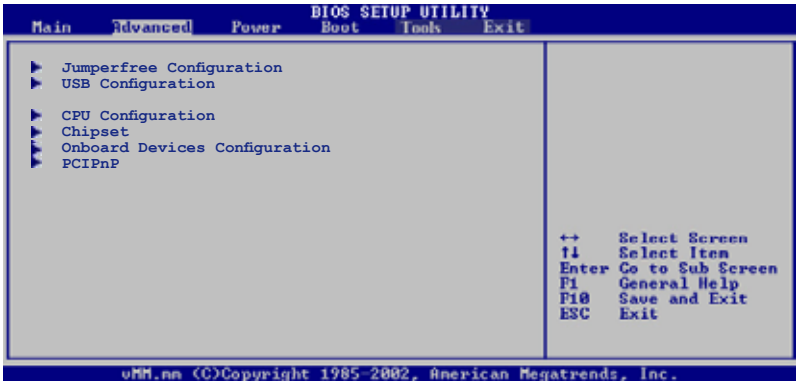 BIOS SETUP UTILITY
Main Advanced Power Boot Tools Exit
Jumperfree Configuration
USB Configuration
CPU Configuration
Chipset
Onboard Devices Configuration
PCIPnP
←→ Select Screen
↑↓ Select Item
Enter Go to Sub Screen
F1 General Help
F10 Save and Exit
ESC Exit
vMM.mm (C)Copyright 1985-2002, American Megatrends, Inc.